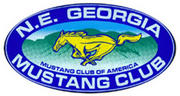 N.E. GEORGIA
MUSTANG CLUB OF AMERICA
MUSTANG CLUB